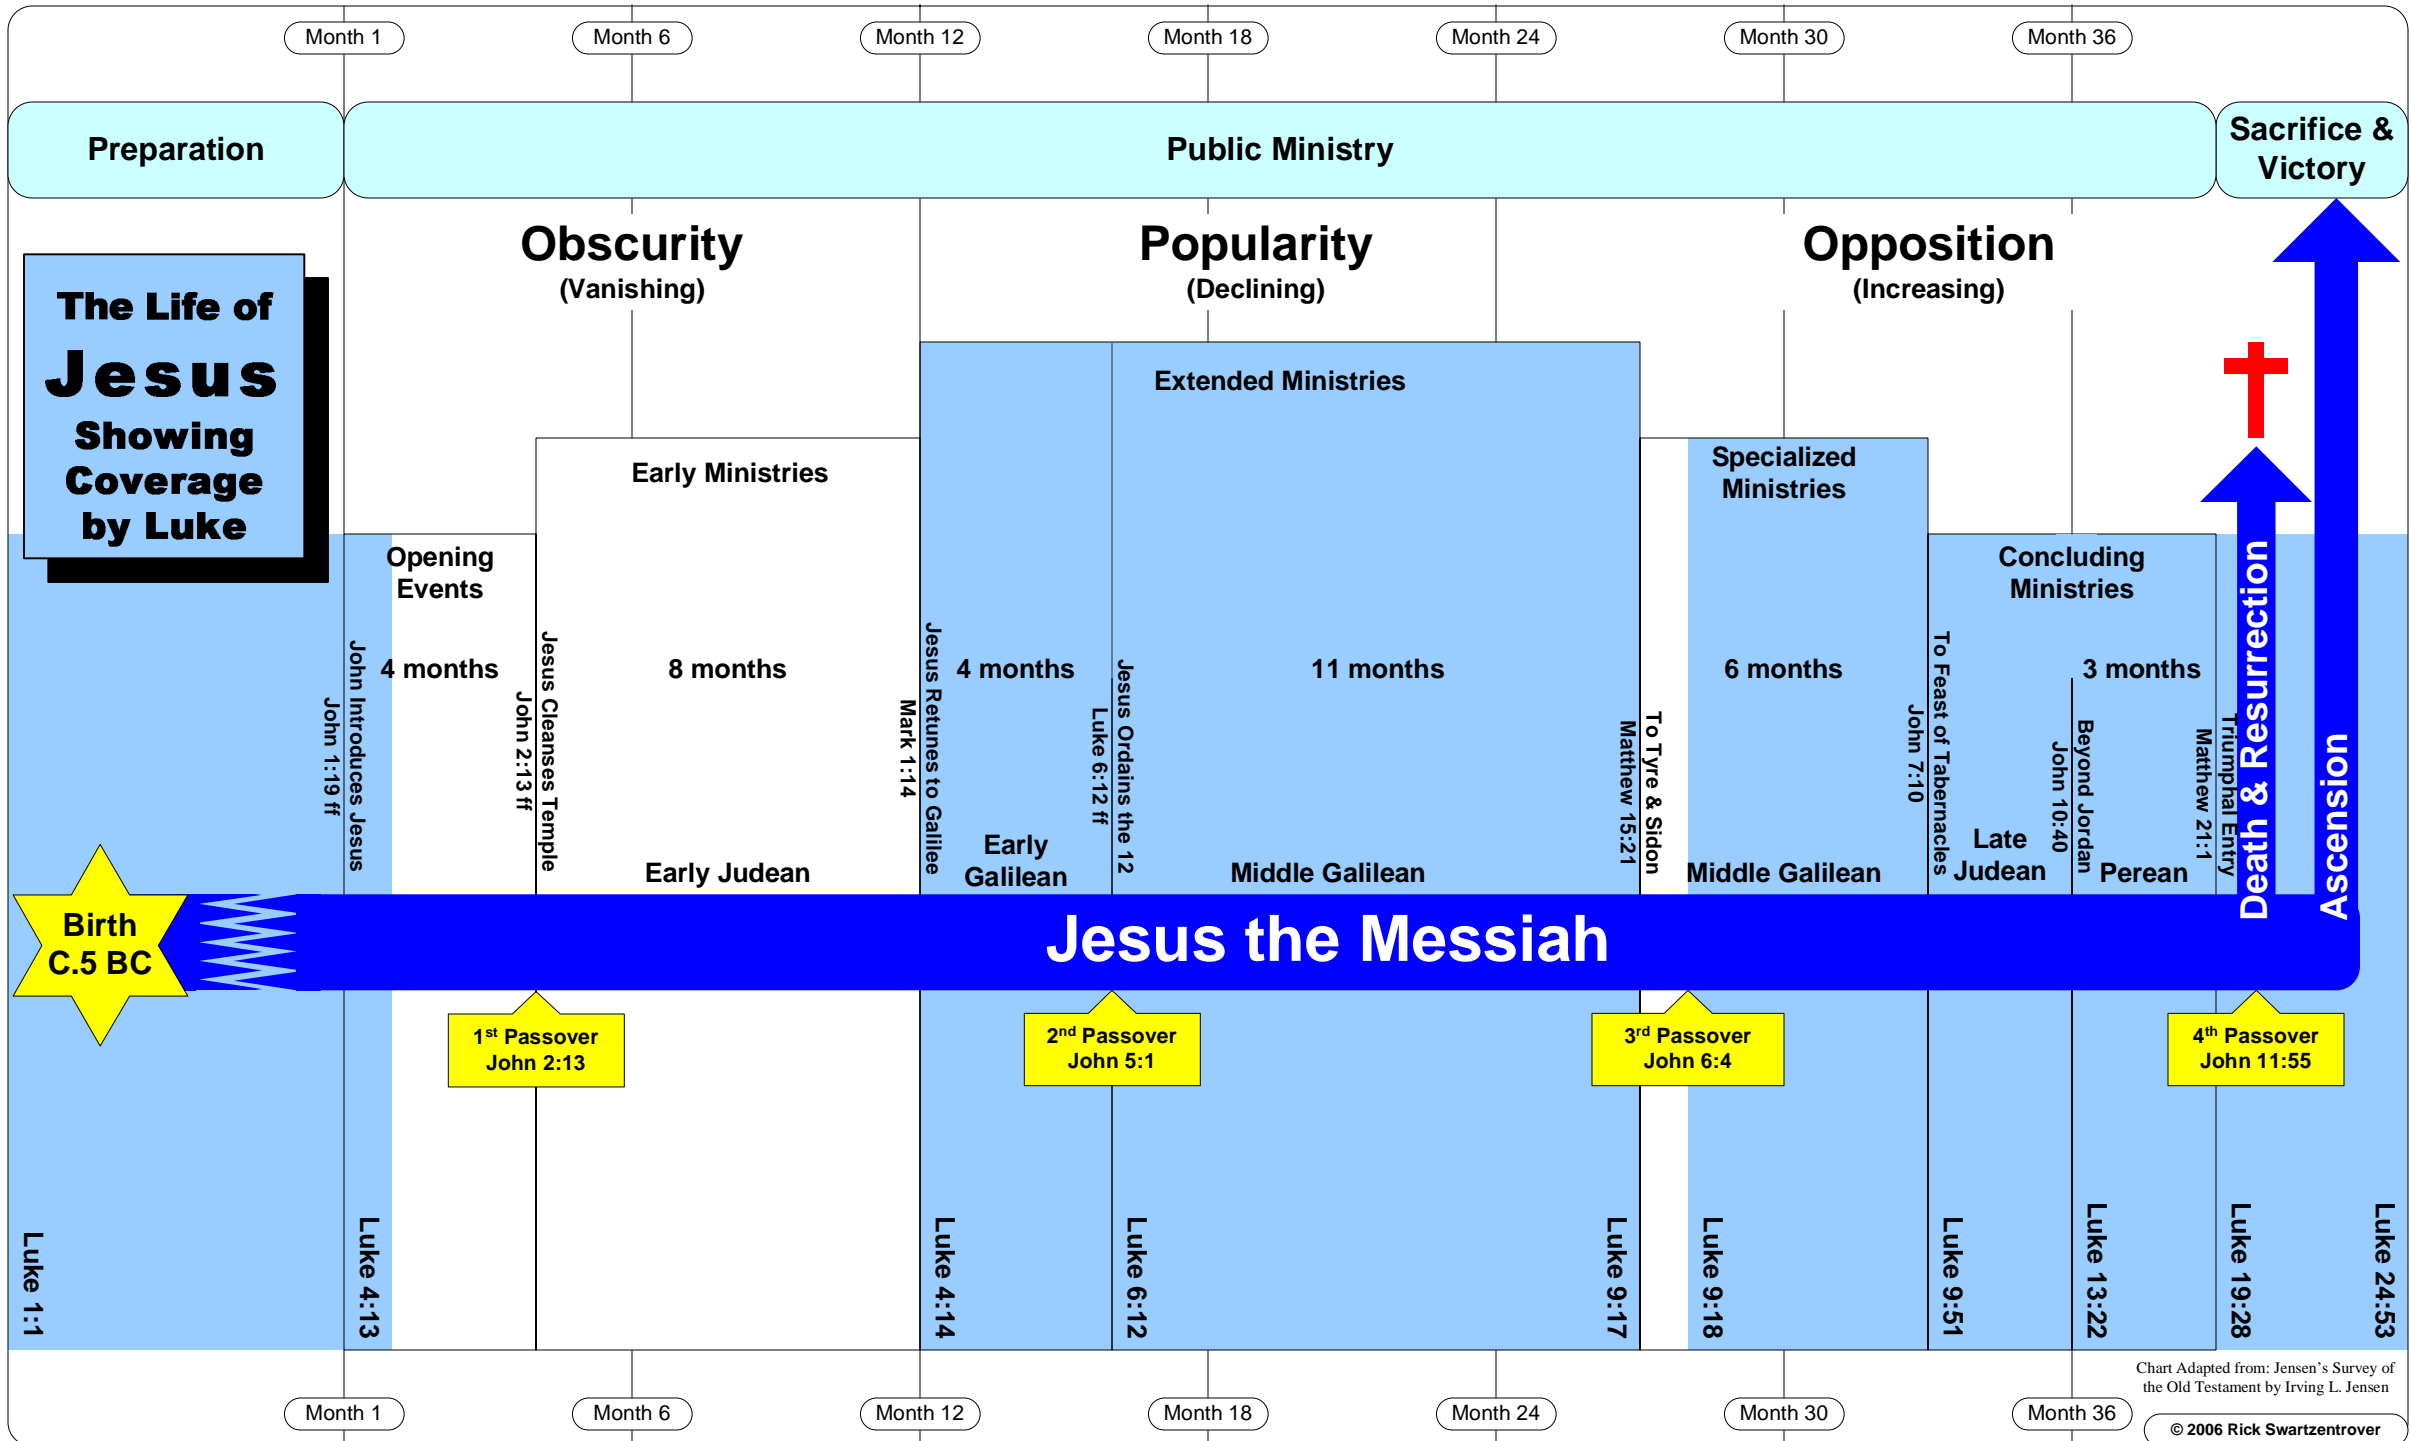 Month 1
Month 6
Month 12
Month 18
Month 24
Month 30
Month 36
Preparation
Public Ministry
Sacrifice &
Victory
Obscurity
(Vanishing)
Popularity
(Declining)
Opposition
(Increasing)
The Life of
Jesus
Showing
Coverage
by Luke
Opening
Events
Early Ministries
Extended Ministries
Specialized
Ministries
Concluding
Ministries
4 months
8 months
4 months
11 months
6 months
3 months
John Introduces Jesus
John 1:19 ff
Jesus Cleanses Temple
John 2:13 ff
Jesus Retunes to Galilee
Mark 1:14
Jesus Ordains the 12
Luke 6:12 ff
To Tyre & Sidon
Matthew 15:21
To Feast of Tabernacles
John 7:10
Beyond Jordan
John 10:40
Triumphal Entry
Matthew 21:1
Death & Resurrection
Ascension
Early Judean
Early
Galilean
Middle Galilean
Middle Galilean
Late
Judean
Perean
Birth
C.5 BC
Jesus the Messiah
1st Passover
John 2:13
2nd Passover
John 5:1
3rd Passover
John 6:4
4th Passover
John 11:55
Luke 1:1
Luke 4:13
Luke 4:14
Luke 6:12
Luke 9:17
Luke 9:18
Luke 9:51
Luke 13:22
Luke 19:28
Luke 24:53
Chart Adapted from: Jensen's Survey of
the Old Testament by Irving L. Jensen
Month 1
Month 6
Month 12
Month 18
Month 24
Month 30
Month 36
© 2006 Rick Swartzentrover